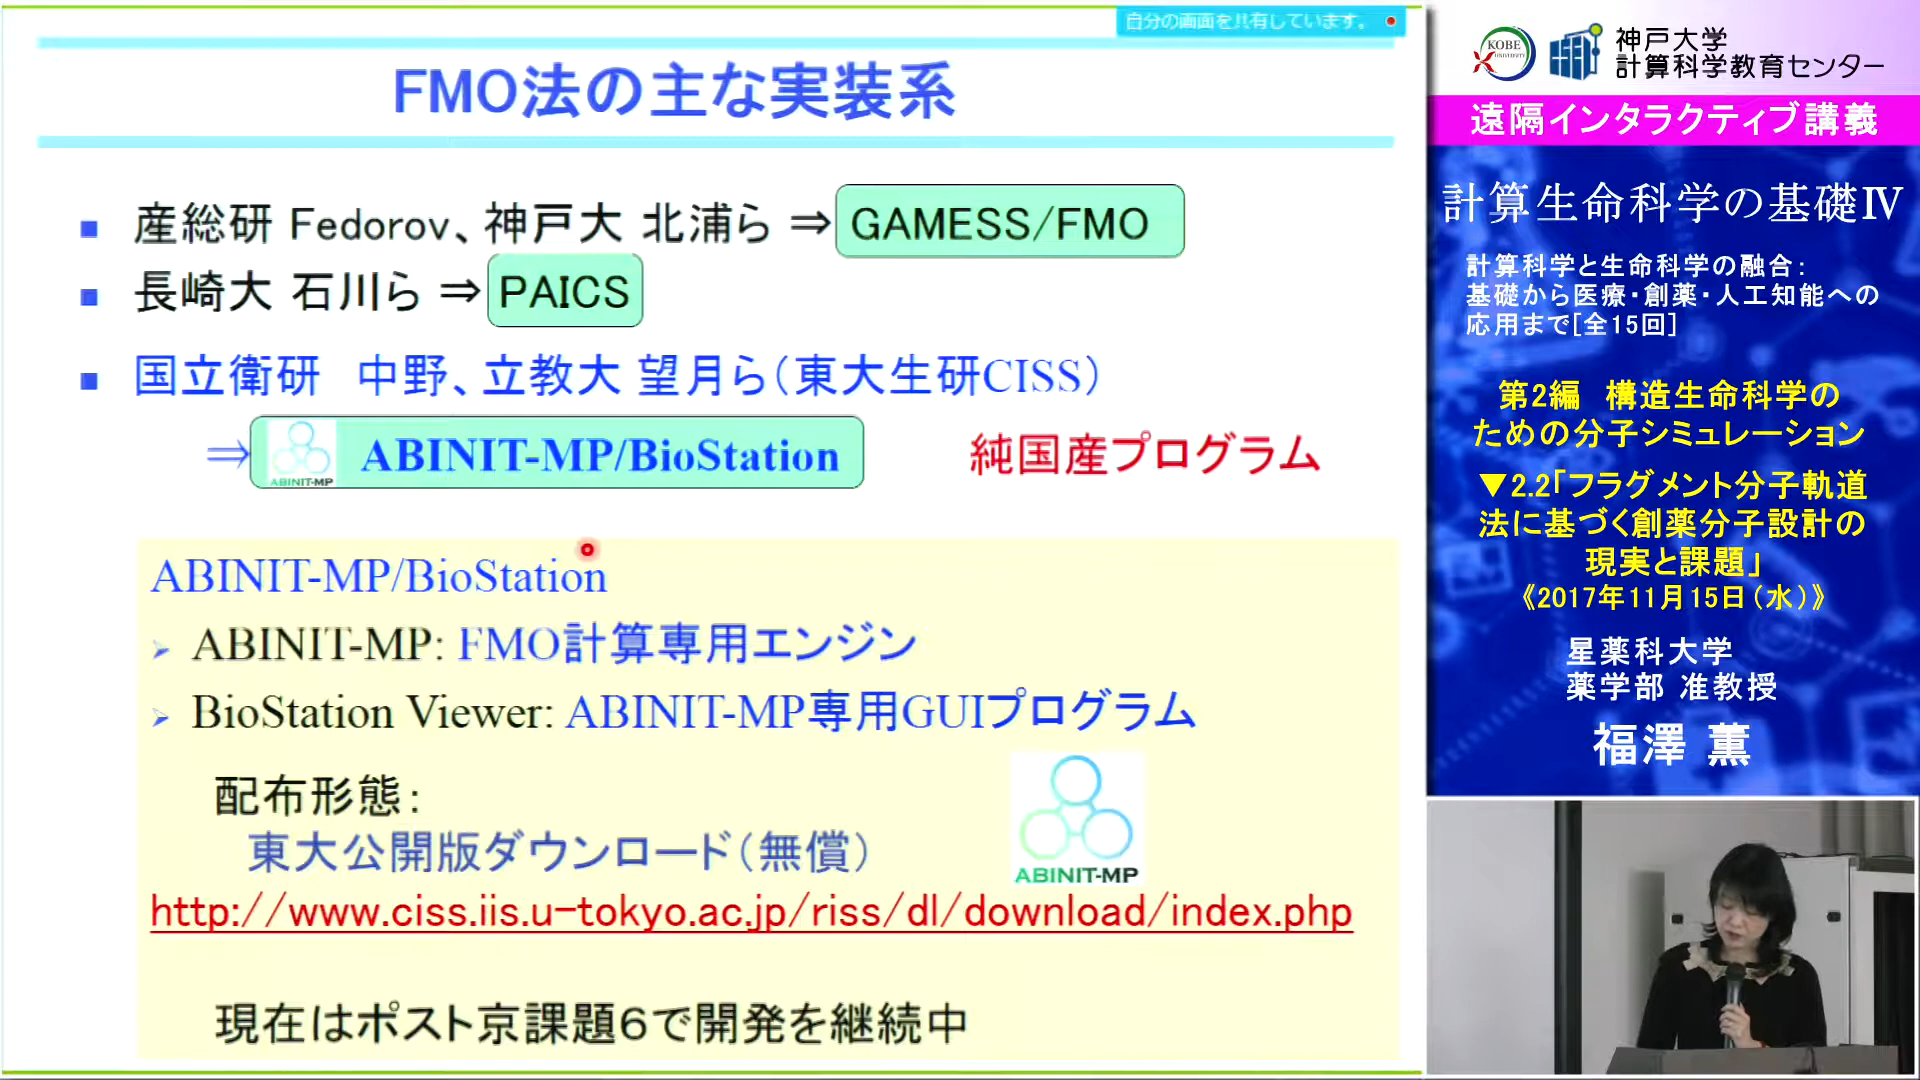 自分の画面を共有しています。
FMO法の主な実装系
産総研 Fedorov、神戸大 北浦ら ⇒ GAMESS/FMO
長崎大 石川ら ⇒ PAICS
国立衛研　中野、立教大 望月ら（東大生研CISS）
⇒ ABINIT-MP ABINIT-MP/BioStation 純国産プログラム
ABINIT-MP/BioStation
ABINIT-MP: FMO計算専用エンジン
BioStation Viewer: ABINIT-MP専用GUIプログラム
配布形態：
東大公開版ダウンロード（無償）
ABINIT-MP
http://www.ciss.iis.u-tokyo.ac.jp/riss/dl/download/index.php
現在はポスト京課題６で開発を継続中
KOBE
UNIVERSITY
神戸大学
計算科学教育センター
遠隔インタラクティブ講義
計算生命科学の基礎Ⅳ
計算科学と生命科学の融合：
基礎から医療・創薬・人工知能への
応用まで[全15回]
第2編　構造生命科学の
ための分子シミュレーション
▼2.2「フラグメント分子軌道
法に基づく創薬分子設計の
現実と課題」
《2017年11月15日（水）》
星薬科大学
薬学部 准教授
福澤 薫